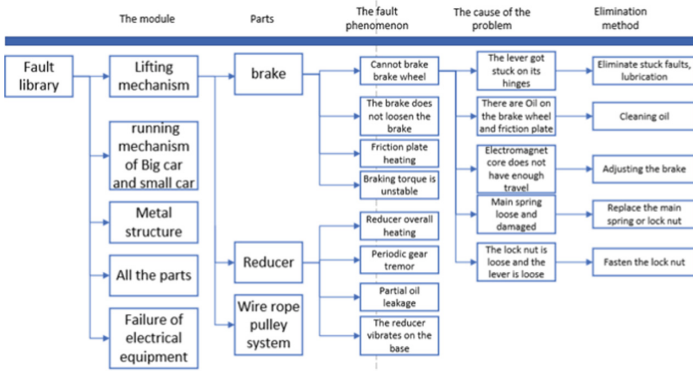 The module
Parts
The fault
phenomenon
The cause of the
problem
Elimination
method
Fault
library
Lifting
mechanism
running
mechanism
of Big car
and small car
Metal
structure
All the parts
Failure of
electrical
equipment
brake
Reducer
Wire rope
pulley
system
Cannot brake
brake wheel
The brake does
not loosen the
brake
Friction plate
heating
Braking torque is
unstable
Reducer overall
heating
Periodic gear
tremor
Partial oil
leakage
The reducer
vibrates on the
base
The lever got
stuck on its
hinges
There are Oil on
the brake wheel
and friction plate
Electromagnet
core does not
have enough
travel
Main spring
loose and
damaged
The lock nut is
loose and the
lever is loose
Eliminate stuck faults,
lubrication
Cleaning oil
Adjusting the brake
Replace the main
spring or lock nut
Fasten the lock nut